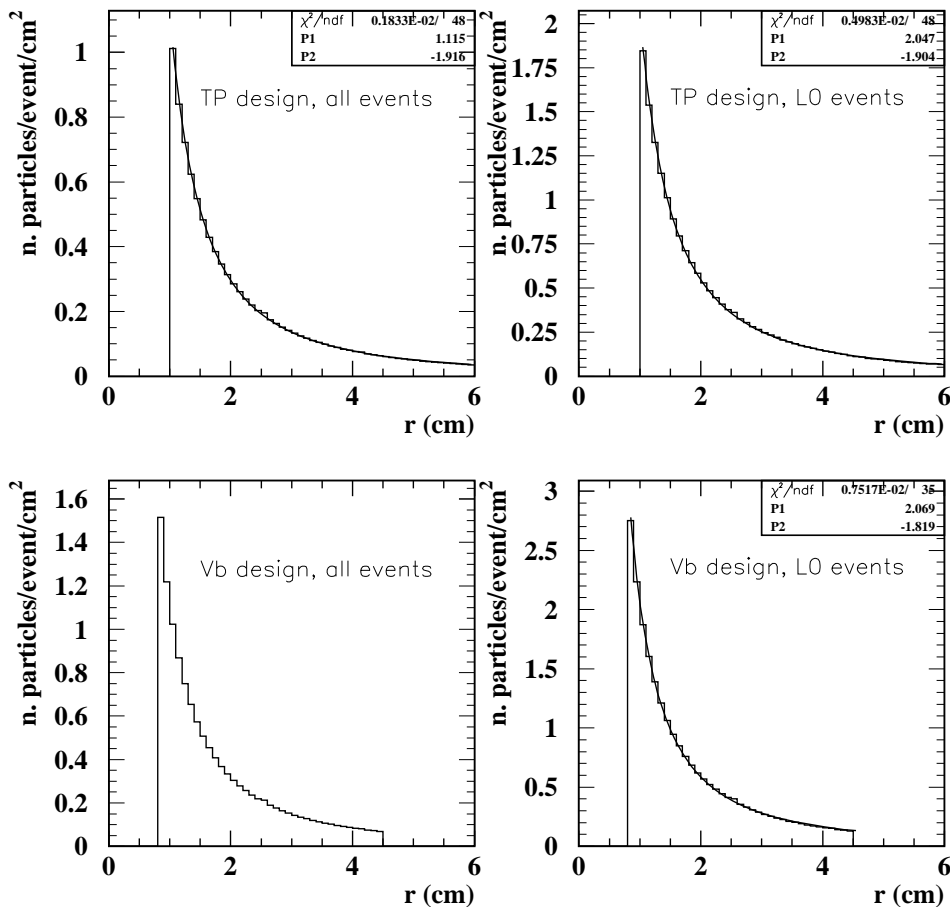 χ²/ndf 0.1833E-02/ 48
P1 1.115
P2 -1.916
TP design, all events
n. particles/event/cm²
1
0.8
0.6
0.4
0.2
0
0 2 4 6
r (cm)
χ²/ndf 0.4983E-02/ 48
P1 2.047
P2 -1.904
TP design, L0 events
n. particles/event/cm²
2
1.75
1.5
1.25
1
0.75
0.5
0.25
0
0 2 4 6
r (cm)
Vb design, all events
n. particles/event/cm²
1.6
1.4
1.2
1
0.8
0.6
0.4
0.2
0
0 2 4 6
r (cm)
χ²/ndf 0.7517E-02/ 35
P1 2.069
P2 -1.819
Vb design, L0 events
n. particles/event/cm²
3
2.5
2
1.5
1
0.5
0
0 2 4 6
r (cm)